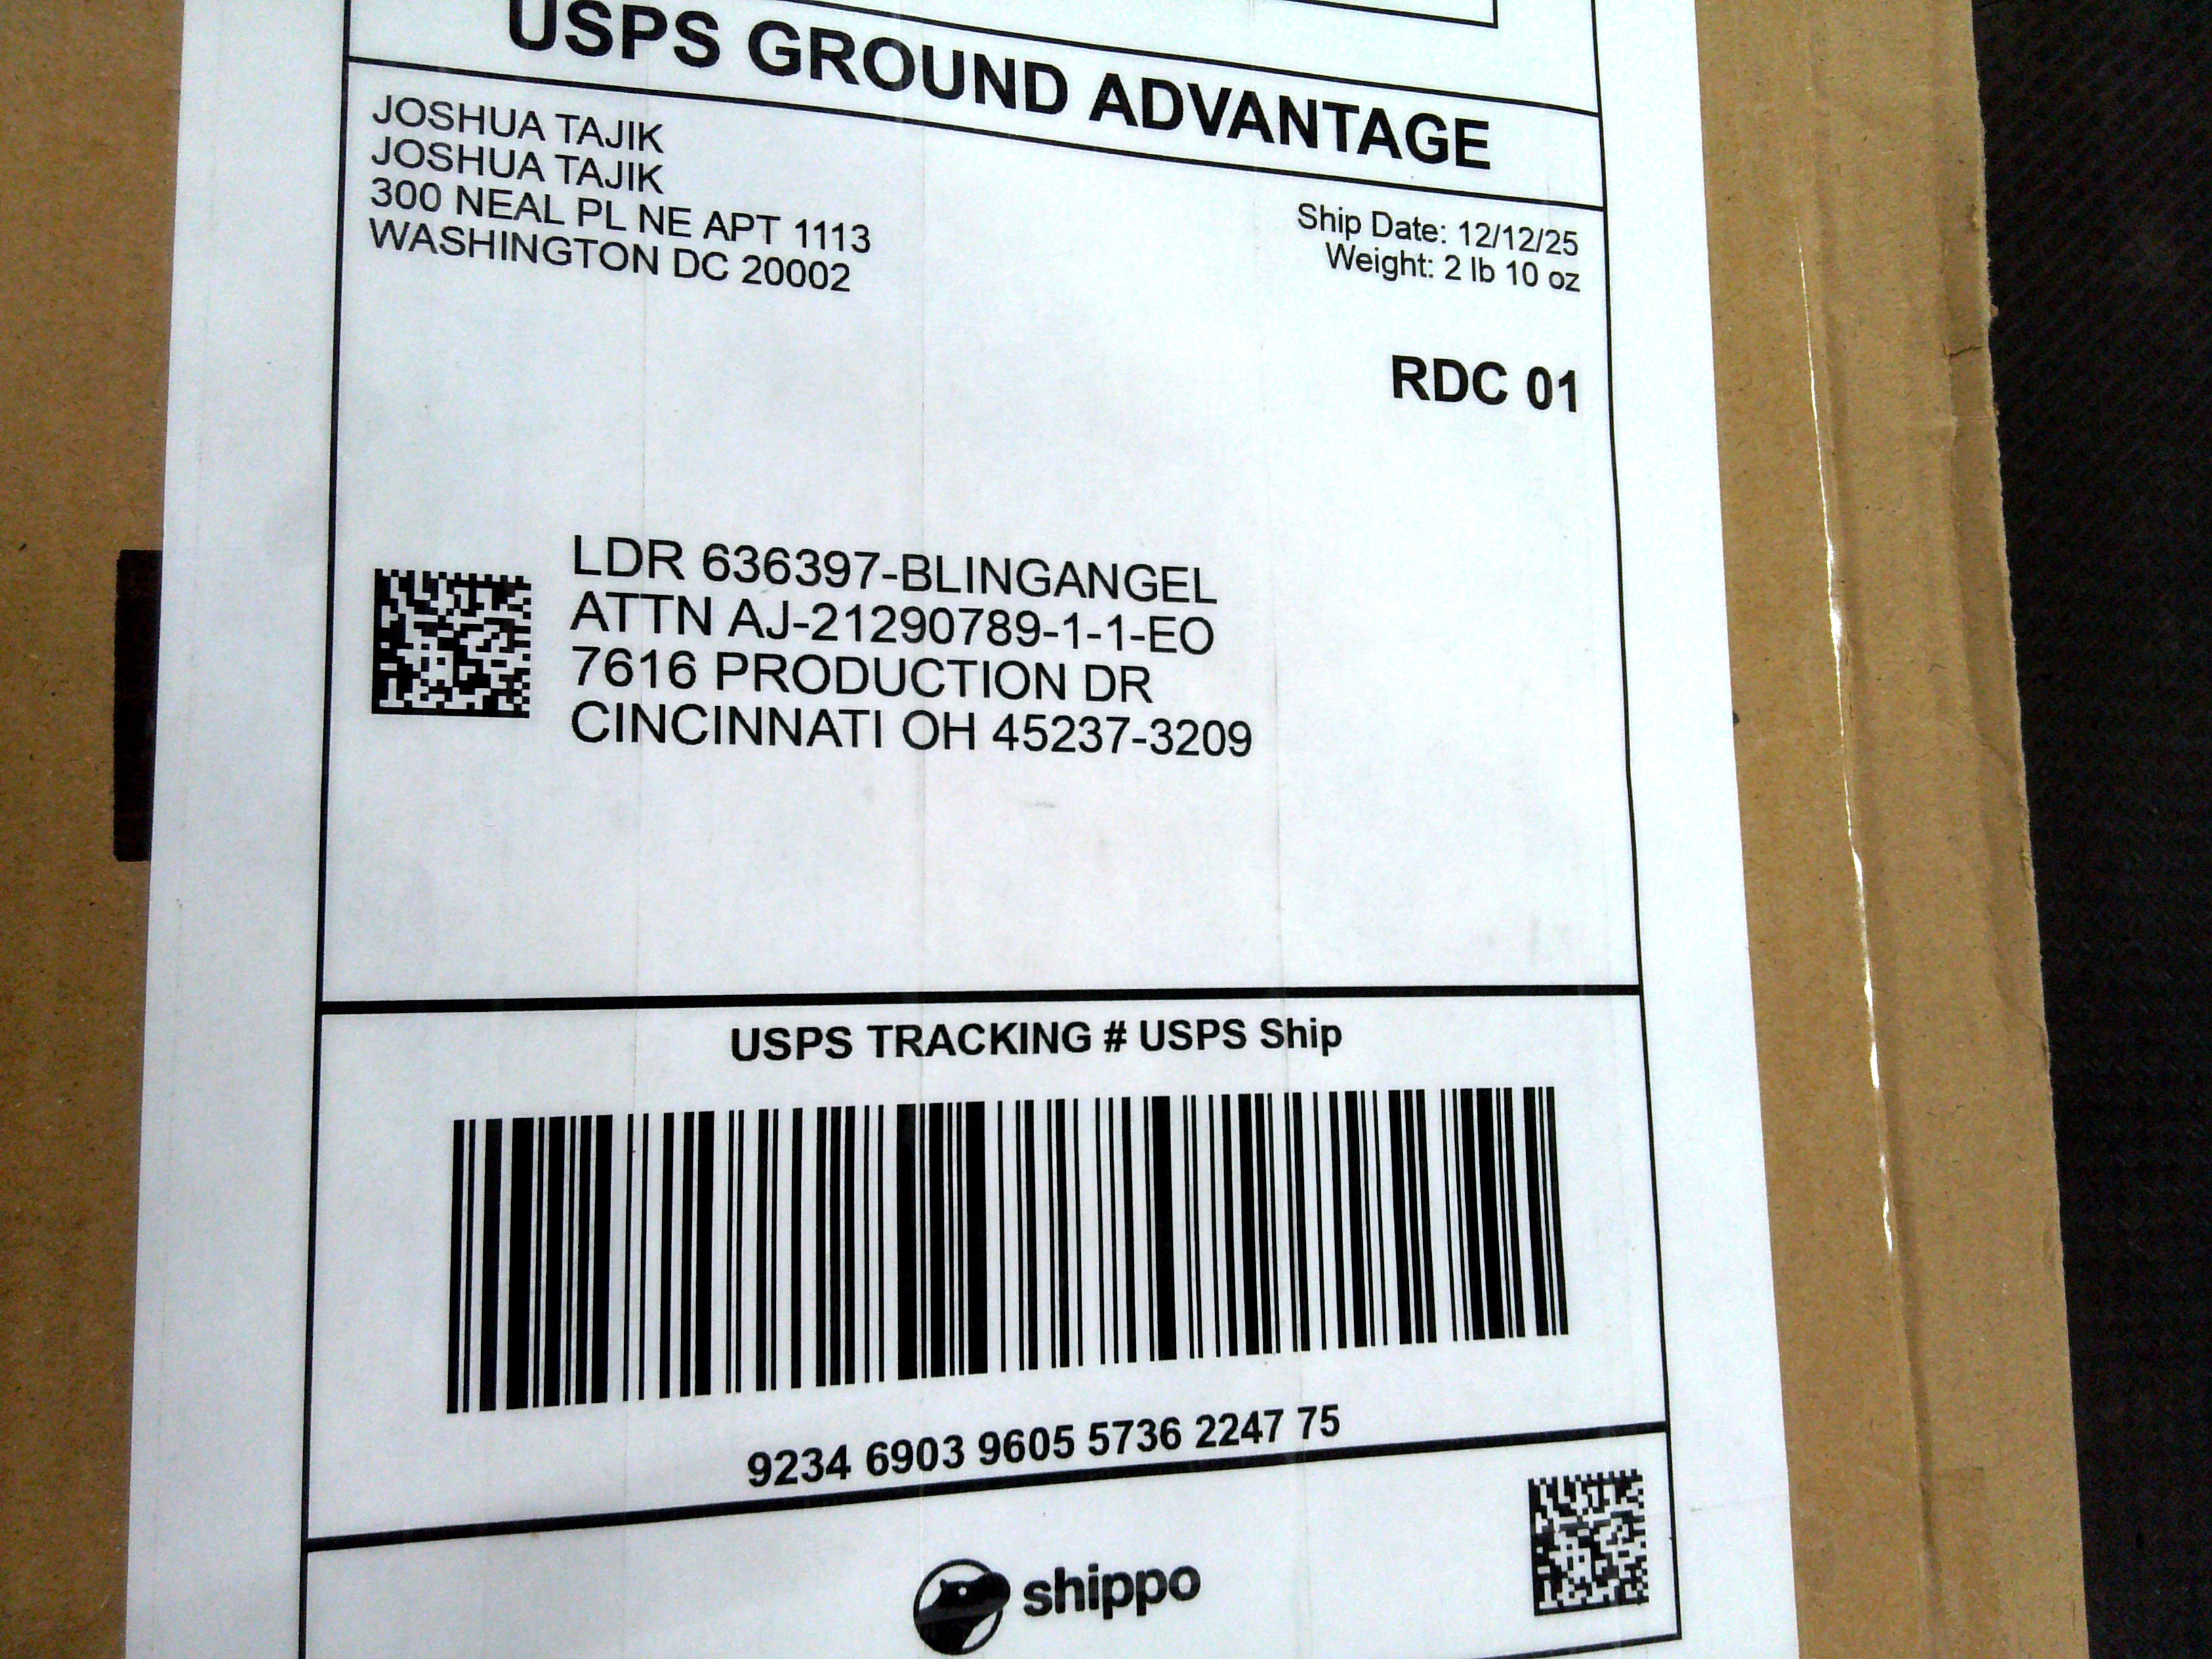 USPS GROUND ADVANTAGE
JOSHUA TAJIK
JOSHUA TAJIK
300 NEAL PL NE APT 1113
WASHINGTON DC 20002
Ship Date: 12/12/25
Weight: 2 lb 10 oz
RDC 01
LDR 636397-BLINGANGEL
ATTN AJ-21290789-1-1-EO
7616 PRODUCTION DR
CINCINNATI OH 45237-3209
USPS TRACKING # USPS Ship
9234 6903 9605 5736 2247 75
shippo